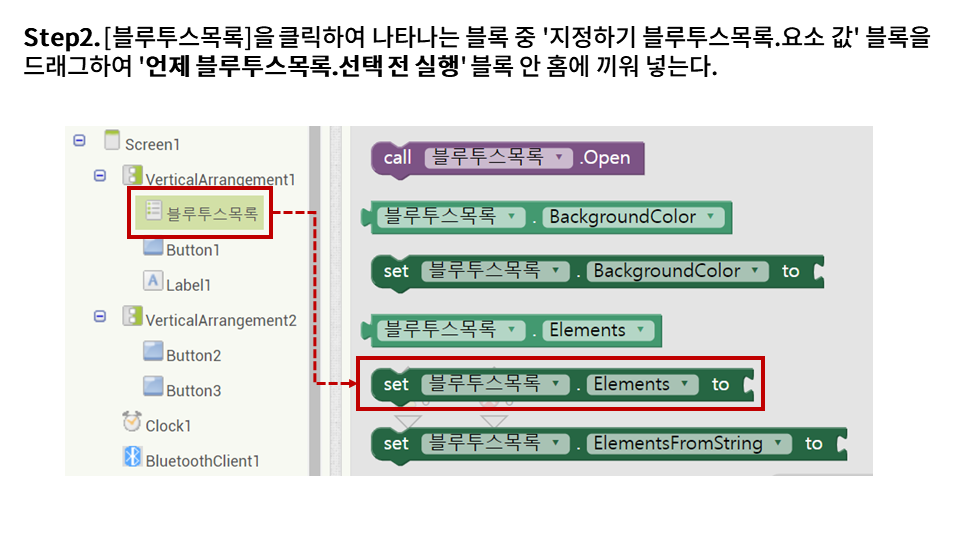 Step2. [블루투스목록]을 클릭하여 나타나는 블록 중 '지정하기 블루투스목록.요소 값' 블록을
드래그하여 '언제 블루투스목록.선택 전 실행' 블록 안 홈에 끼워 넣는다.
Screen1
VerticalArrangement1
블루투스목록
Button1
Label1
VerticalArrangement2
Button2
Button3
Clock1
BluetoothClient1
call 블루투스목록 .Open
블루투스목록 . BackgroundColor
set 블루투스목록 . BackgroundColor to
블루투스목록 . Elements
set 블루투스목록 . Elements to
set 블루투스목록 . ElementsFromString to